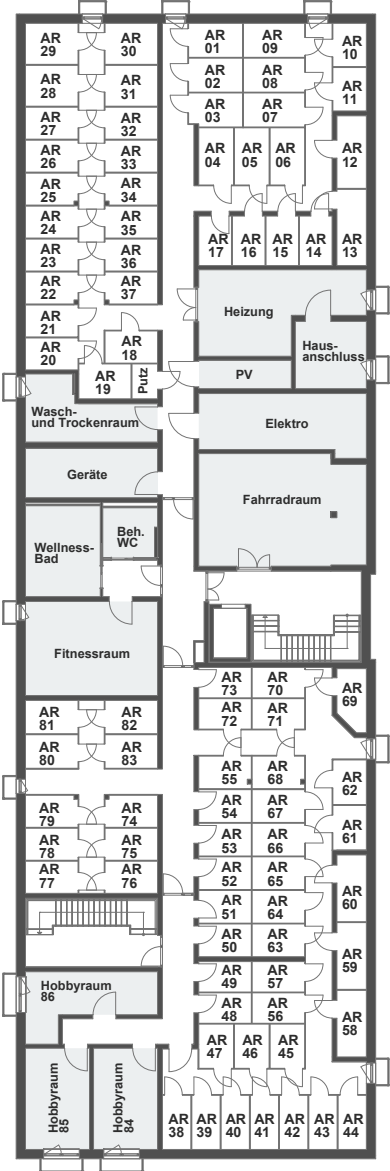 AR
29
AR
30
AR
01
AR
09
AR
10
AR
28
AR
31
AR
02
AR
08
AR
11
AR
27
AR
32
AR
03
AR
07
AR
26
AR
33
AR
04
AR
05
AR
06
AR
12
AR
25
AR
34
AR
24
AR
35
AR
17
AR
16
AR
15
AR
14
AR
13
AR
23
AR
36
AR
22
AR
37
AR
21
AR
20
AR
18
AR
19
Putz
Heizung
Haus-
anschluss
PV
Wasch-
und Trockenraum
Elektro
Geräte
Fahrradraum
Wellness-
Bad
Beh.
WC
Fitnessraum
AR
73
AR
70
AR
69
AR
81
AR
82
AR
72
AR
71
AR
80
AR
83
AR
55
AR
68
AR
62
AR
79
AR
74
AR
54
AR
67
AR
61
AR
78
AR
75
AR
53
AR
66
AR
77
AR
76
AR
52
AR
65
AR
60
AR
51
AR
64
AR
50
AR
63
AR
59
AR
49
AR
57
AR
48
AR
56
AR
58
Hobbyraum
86
AR
47
AR
46
AR
45
Hobbyraum
85
Hobbyraum
84
AR
38
AR
39
AR
40
AR
41
AR
42
AR
43
AR
44